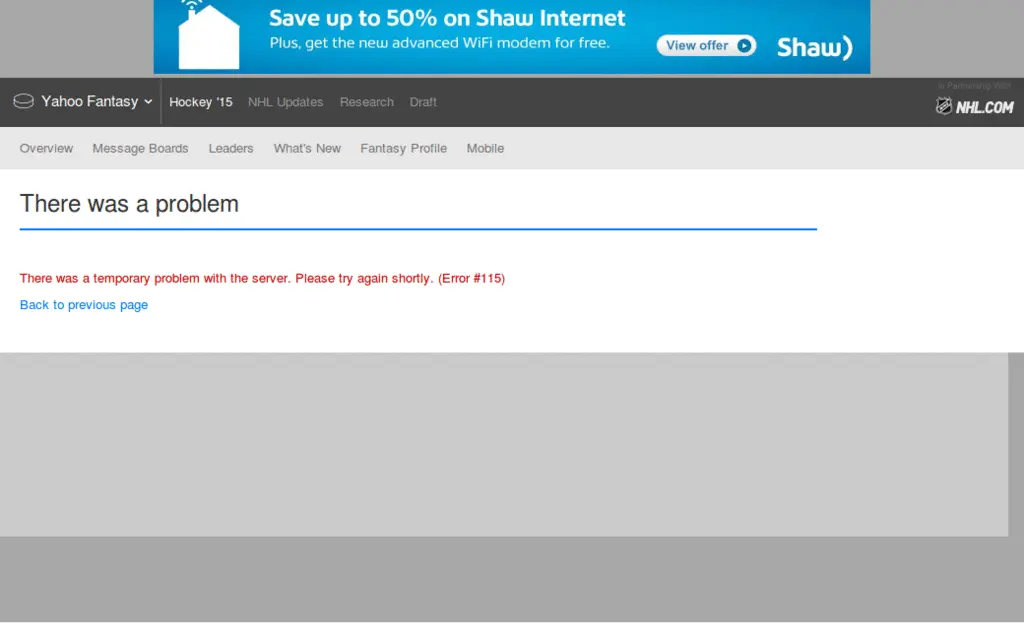 Save up to 50% on Shaw Internet
Plus, get the new advanced WiFi modem for free.
View offer
Shaw)
Yahoo Fantasy
Hockey '15
NHL Updates
Research
Draft
In Partnership With
NHL.COM
Overview
Message Boards
Leaders
What's New
Fantasy Profile
Mobile
There was a problem
There was a temporary problem with the server. Please try again shortly. (Error #115)
Back to previous page